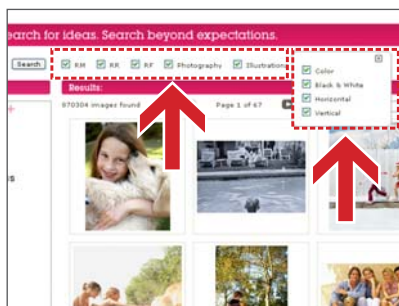 earch for ideas. Search beyond expectations.
Search RM RR RF Photography Illustration
Color
Black & White
Horizontal
Vertical
Results:
970304 images found Page 1 of 67